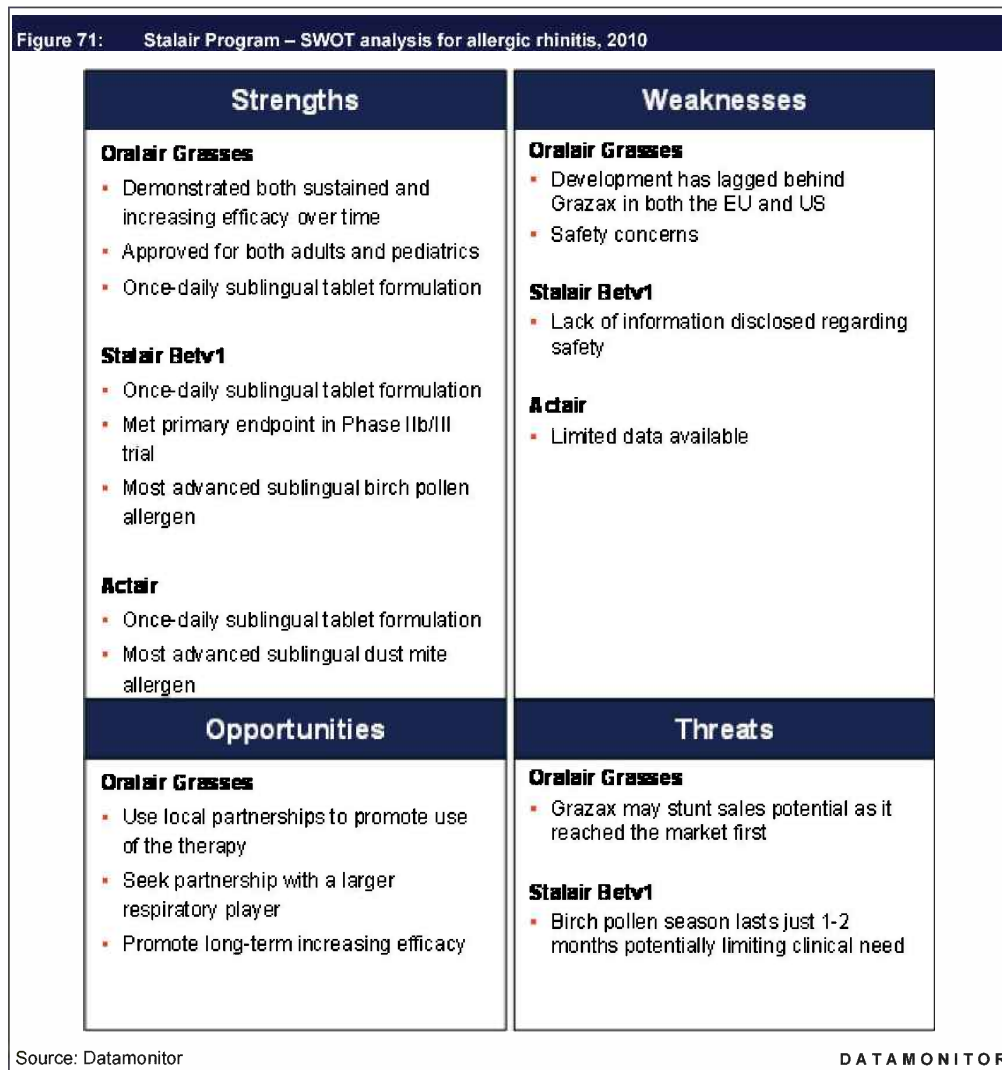 Figure 71: Stalair Program – SWOT analysis for allergic rhinitis, 2010
Strengths
Oralair Grasses
▪ Demonstrated both sustained and
increasing efficacy over time
▪ Approved for both adults and pediatrics
▪ Once-daily sublingual tablet formulation
Stalair Betv1
▪ Once-daily sublingual tablet formulation
▪ Met primary endpoint in Phase IIb/III
trial
▪ Most advanced sublingual birch pollen
allergen
Actair
▪ Once-daily sublingual tablet formulation
▪ Most advanced sublingual dust mite
allergen
Weaknesses
Oralair Grasses
▪ Development has lagged behind
Grazax in both the EU and US
▪ Safety concerns
Stalair Betv1
▪ Lack of information disclosed regarding
safety
Actair
▪ Limited data available
Opportunities
Oralair Grasses
▪ Use local partnerships to promote use
of the therapy
▪ Seek partnership with a larger
respiratory player
▪ Promote long-term increasing efficacy
Threats
Oralair Grasses
▪ Grazax may stunt sales potential as it
reached the market first
Stalair Betv1
▪ Birch pollen season lasts just 1-2
months potentially limiting clinical need
Source: Datamonitor
DATAMONITOR